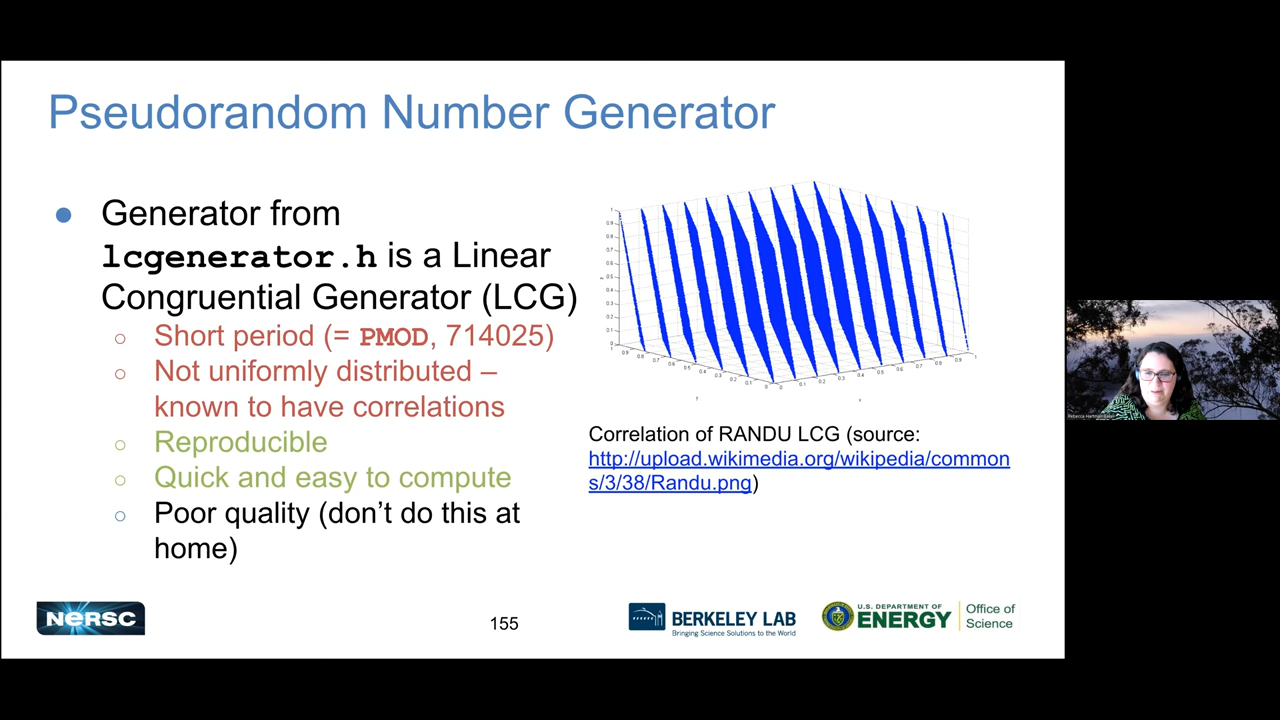 Pseudorandom Number Generator
● Generator from
lcgenerator.h is a Linear
Congruential Generator (LCG)
○ Short period (= PMOD, 714025)
○ Not uniformly distributed –
known to have correlations
○ Reproducible
○ Quick and easy to compute
○ Poor quality (don't do this at
home)
Correlation of RANDU LCG (source:
http://upload.wikimedia.org/wikipedia/common
s/3/38/Randu.png)
NERSC
155
BERKELEY LAB
Bringing Science Solutions to the World
U.S. DEPARTMENT OF
ENERGY
Office of
Science